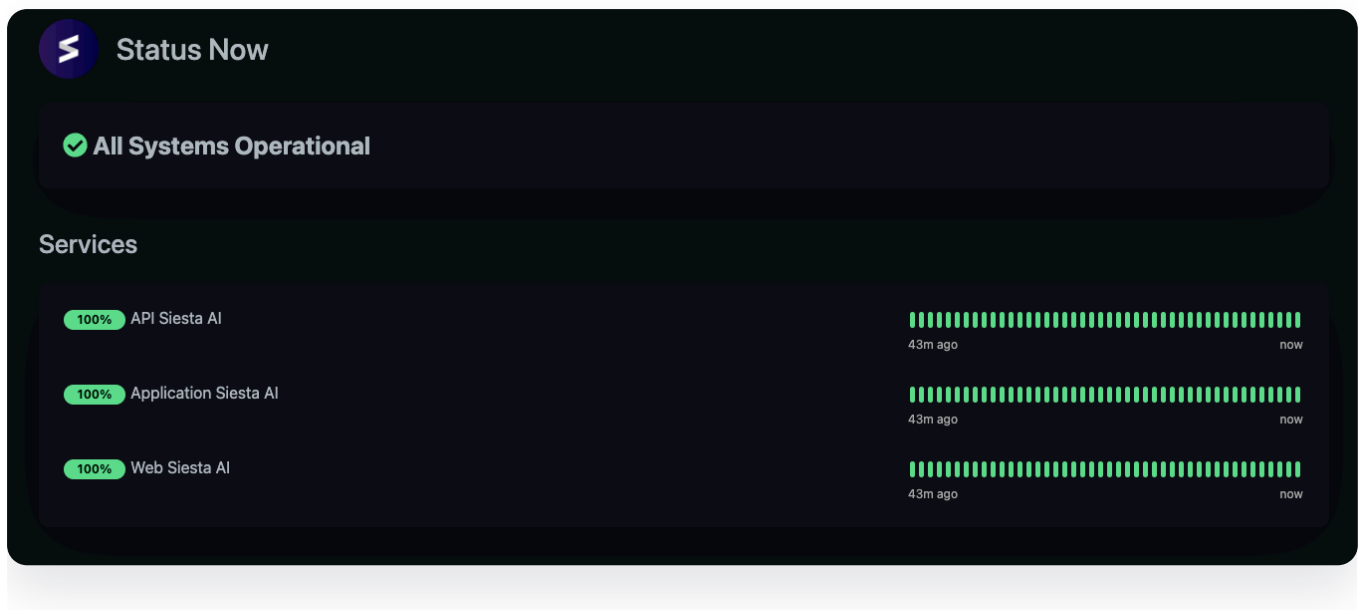 Status Now
All Systems Operational
Services
100% API Siesta AI
43m ago now
100% Application Siesta AI
43m ago now
100% Web Siesta AI
43m ago now